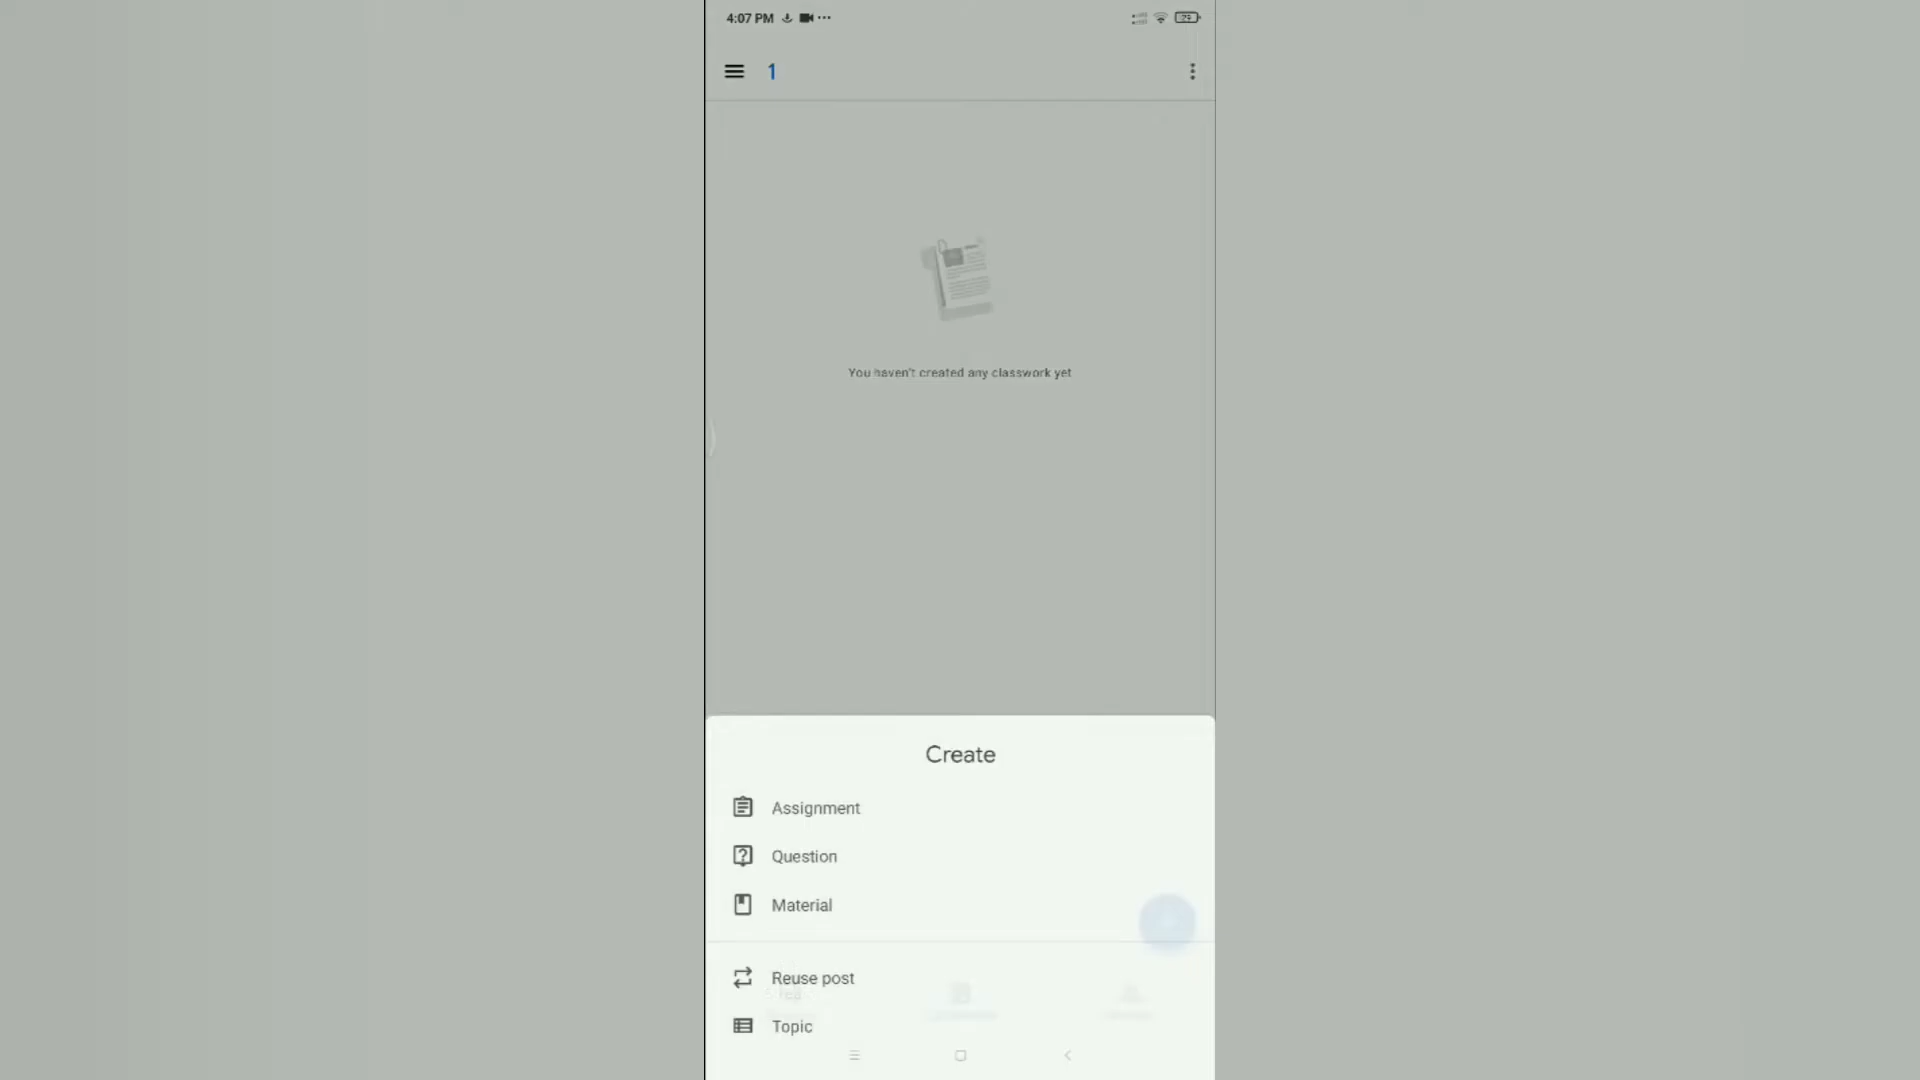 4:07 PM
1
You haven't created any classwork yet
Create
Assignment
Question
Material
Reuse post
Topic